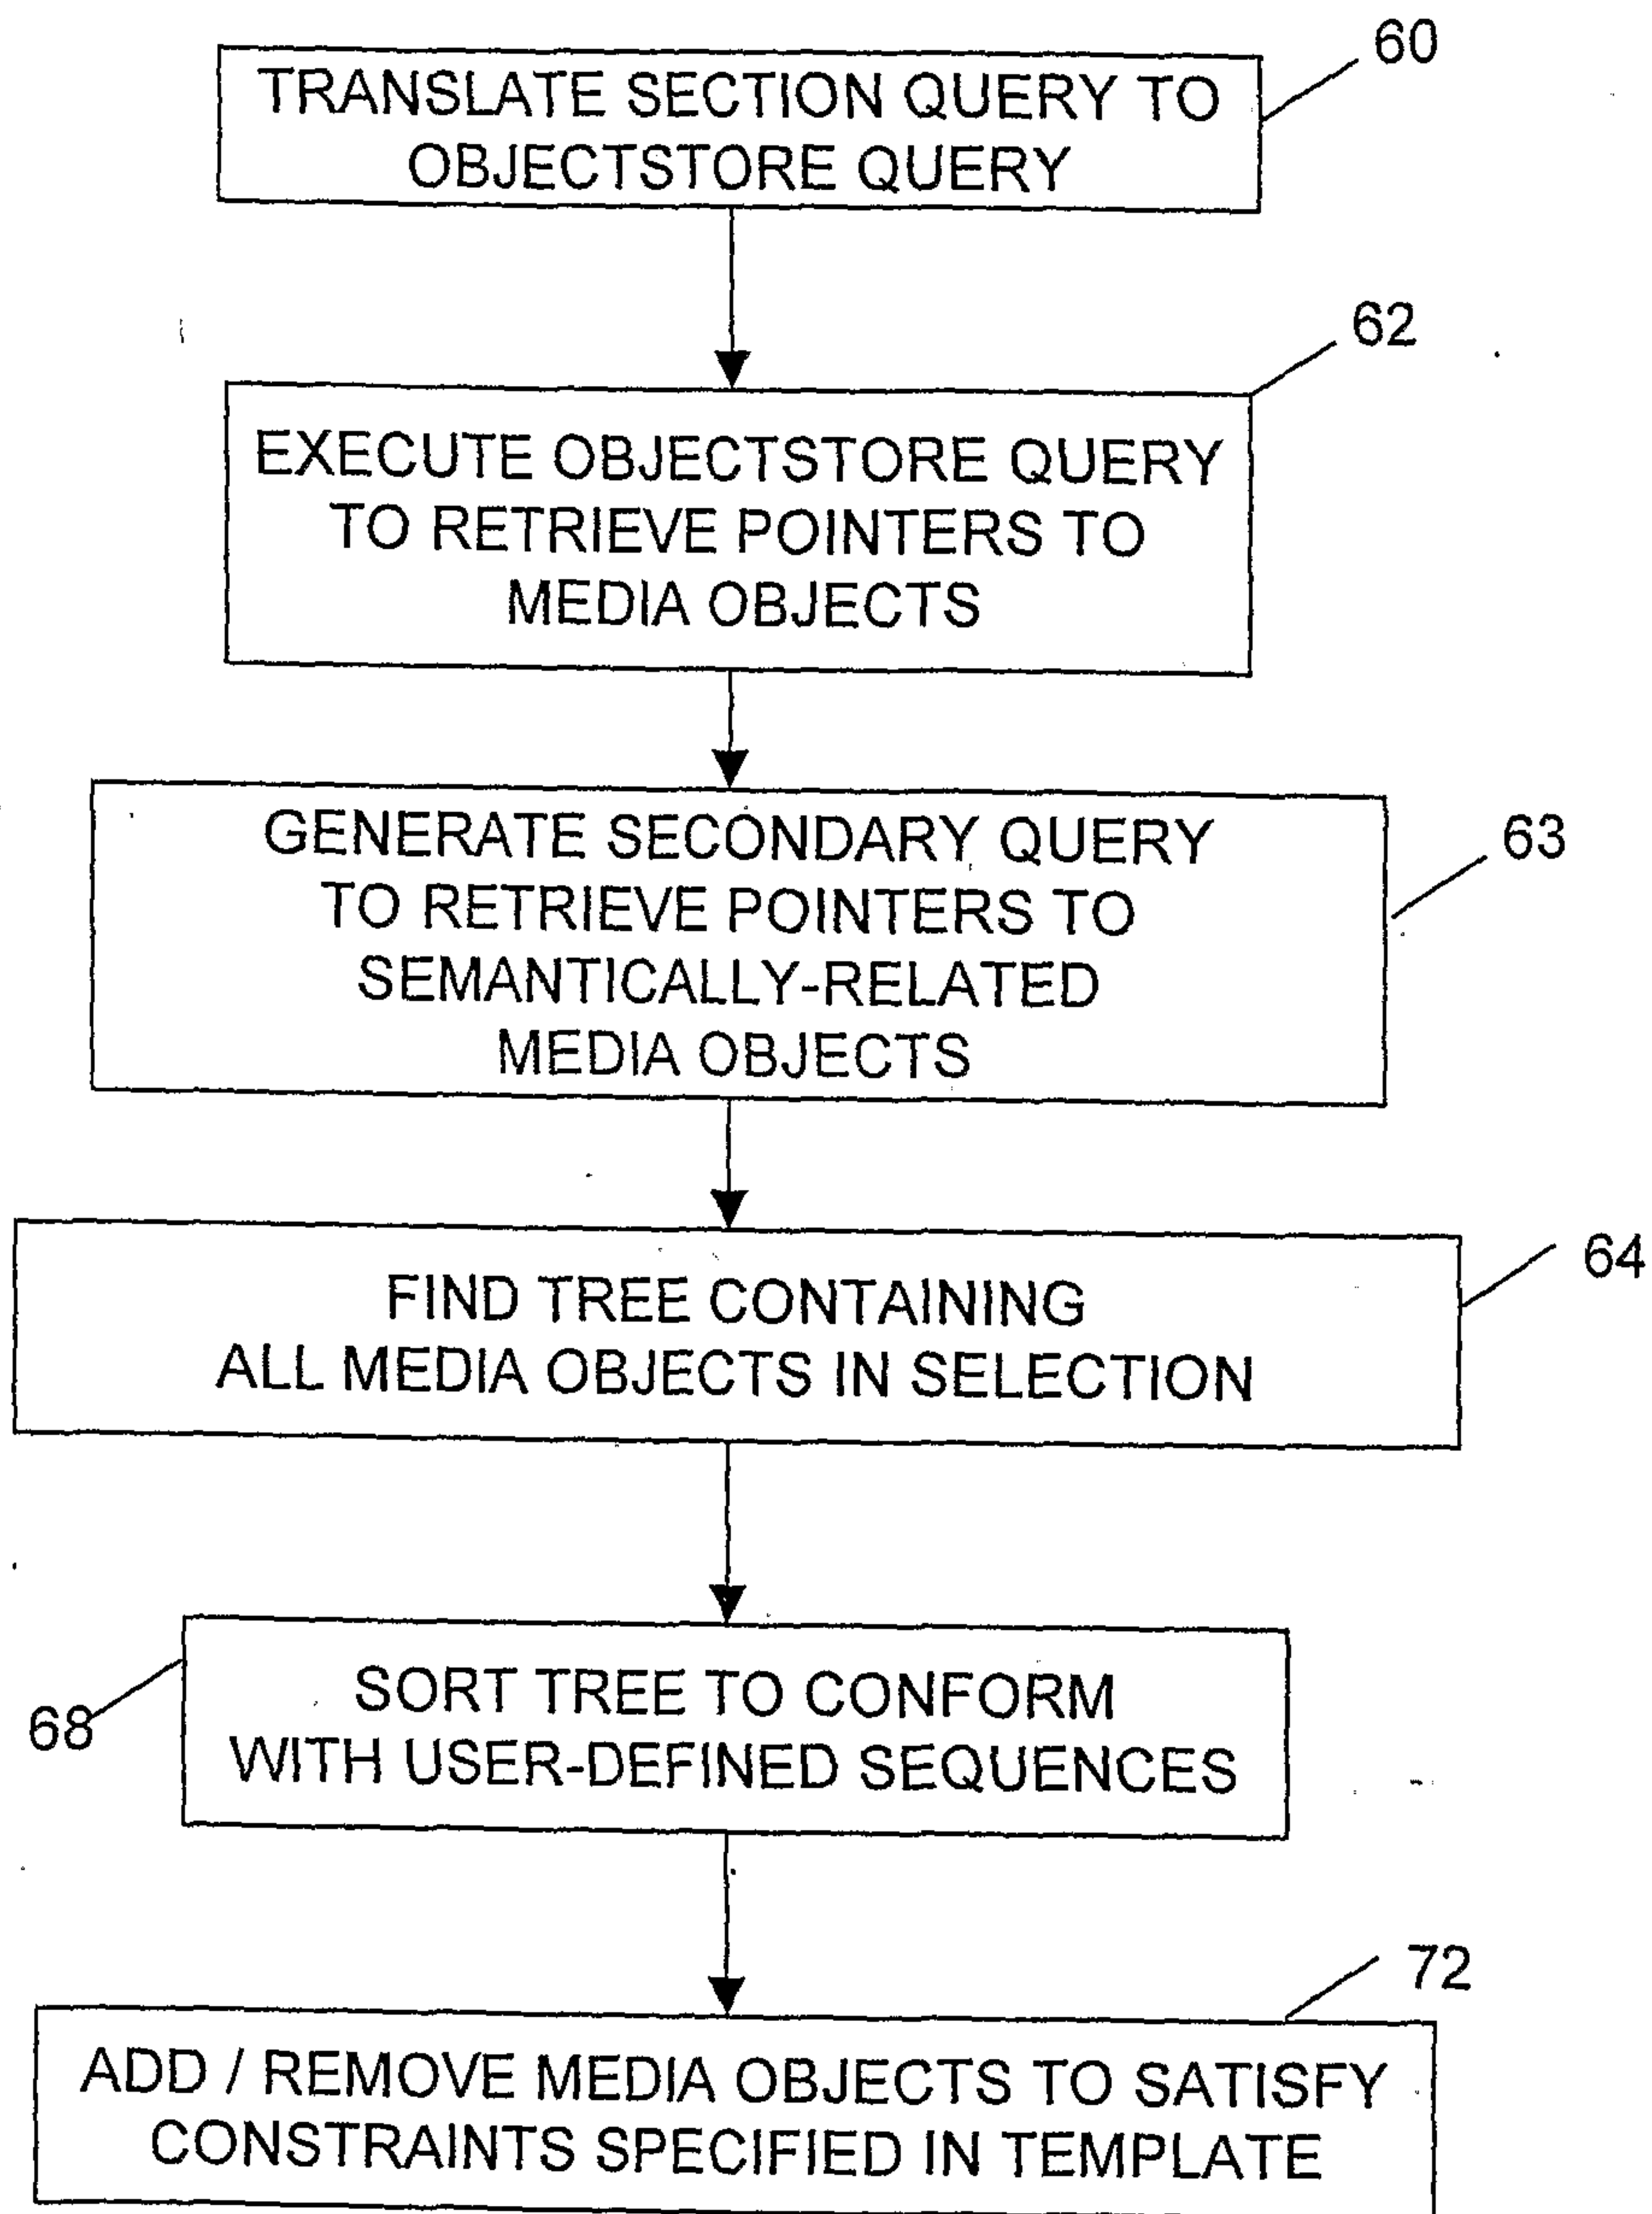 60
TRANSLATE SECTION QUERY TO
OBJECTSTORE QUERY
62
EXECUTE OBJECTSTORE QUERY
TO RETRIEVE POINTERS TO
MEDIA OBJECTS
63
GENERATE SECONDARY QUERY
TO RETRIEVE POINTERS TO
SEMANTICALLY-RELATED
MEDIA OBJECTS
64
FIND TREE CONTAINING
ALL MEDIA OBJECTS IN SELECTION
68
SORT TREE TO CONFORM
WITH USER-DEFINED SEQUENCES
72
ADD / REMOVE MEDIA OBJECTS TO SATISFY
CONSTRAINTS SPECIFIED IN TEMPLATE